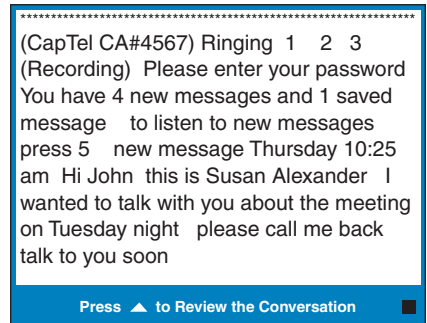 ***************************************************************
(CapTel CA#4567) Ringing 1 2 3
(Recording) Please enter your password
You have 4 new messages and 1 saved
message to listen to new messages
press 5 new message Thursday 10:25
am Hi John this is Susan Alexander I
wanted to talk with you about the meeting
on Tuesday night please call me back
talk to you soon
Press ▲ to Review the Conversation